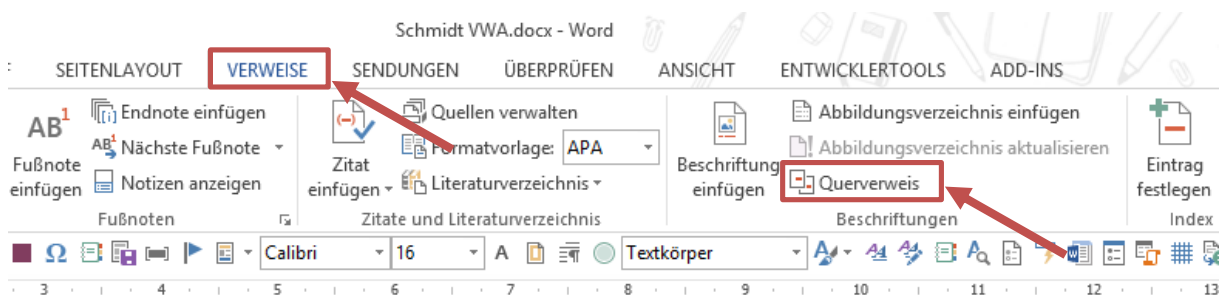 Schmidt VWA.docx - Word
SEITENLAYOUT VERWEISE SENDUNGEN ÜBERPRÜFEN ANSICHT ENTWICKLERTOOLS ADD-INS
AB1
Fußnote
einfügen
Endnote einfügen
Nächste Fußnote
Notizen anzeigen
Fußnoten
Zitat
einfügen
Quellen verwalten
Formatvorlage: APA
Literaturverzeichnis
Zitate und Literaturverzeichnis
Beschriftung
einfügen
Abbildungsverzeichnis einfügen
Abbildungsverzeichnis aktualisieren
Querverweis
Beschriftungen
Eintrag
festlegen
Index
Calibri 16 Textkörper
3 4 5 6 7 8 9 10 11 12 13